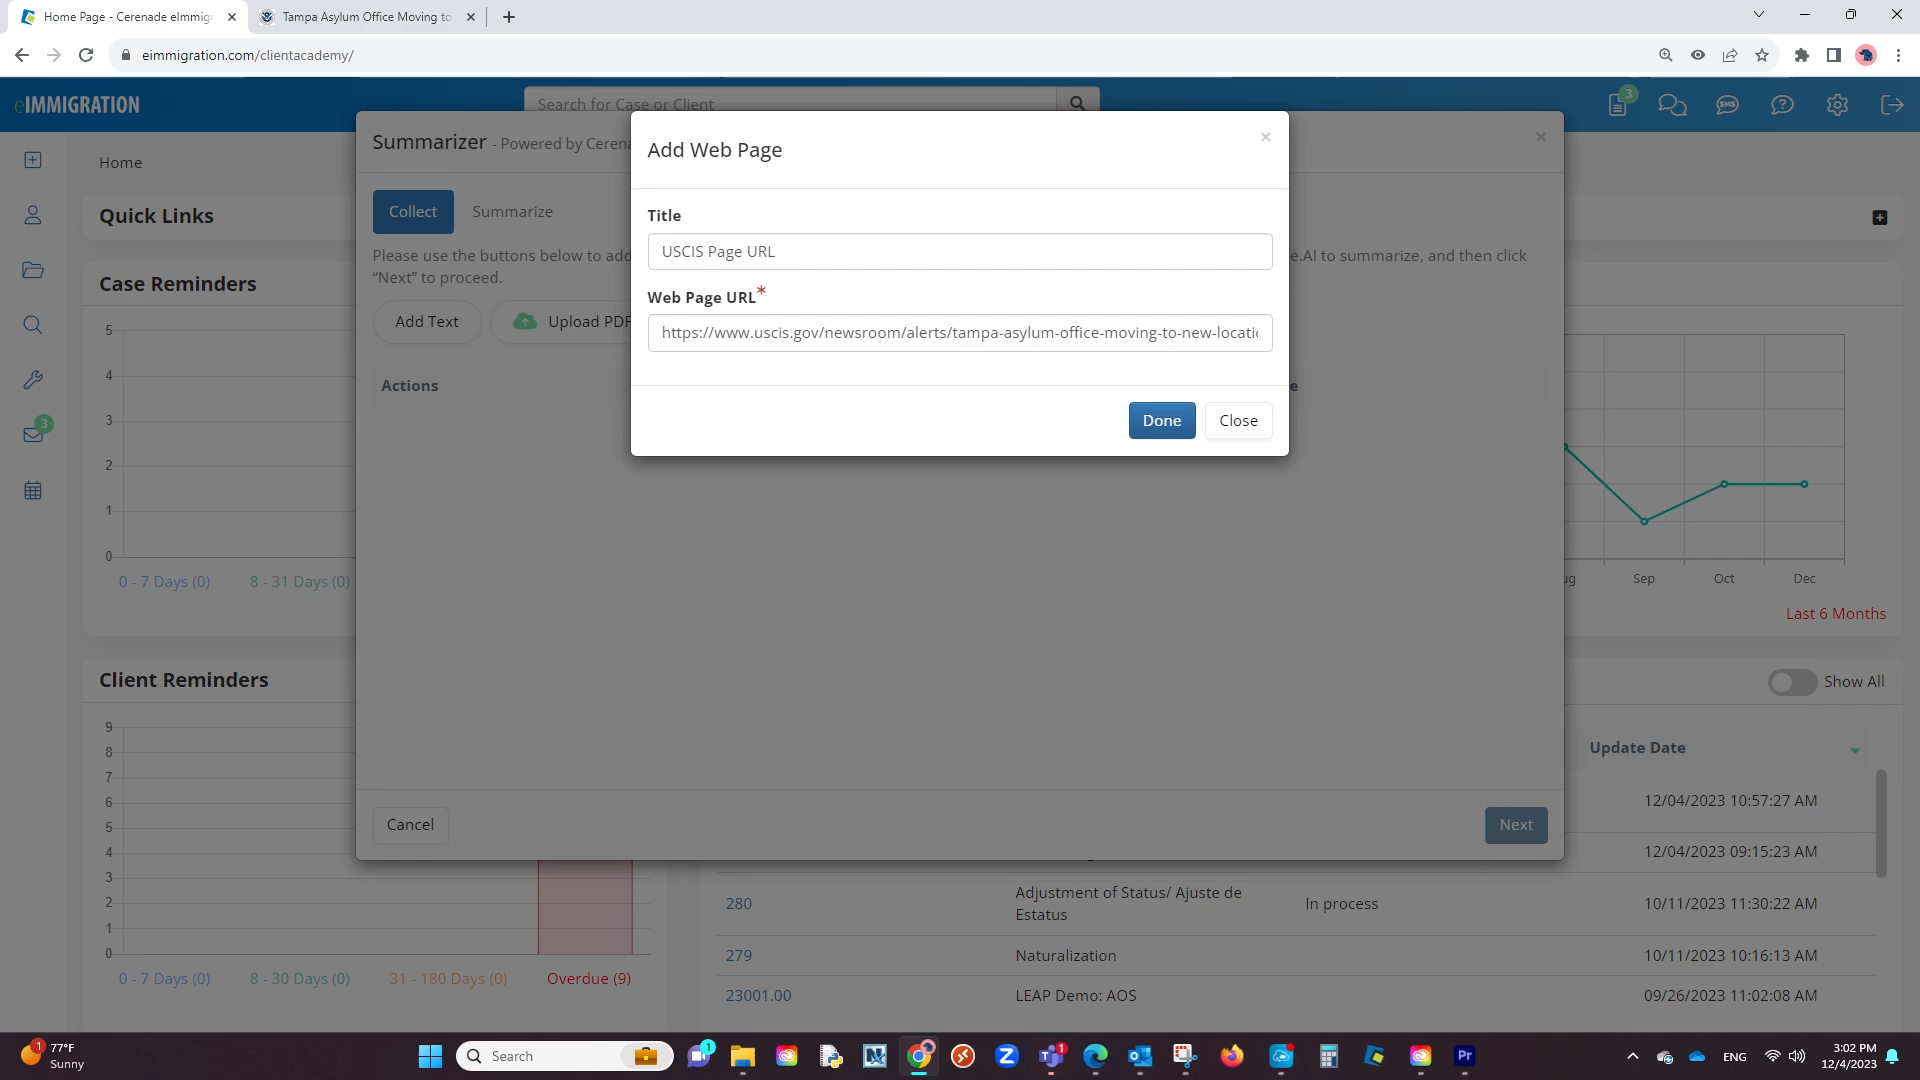 Home Page - Cerenade eImmigr
Tampa Asylum Office Moving to
eimmigration.com/clientacademy/
eIMMIGRATION
Search for Case or Client
3
SMS
Home
Quick Links
Case Reminders
5
4
3
2
1
0
0 - 7 Days (0)
8 - 31 Days (0)
3
Client Reminders
9
8
7
6
5
4
3
2
1
0
0 - 7 Days (0)
8 - 30 Days (0)
31 - 180 Days (0)
Overdue (9)
Summarizer - Powered by Cerena
Collect
Summarize
Please use the buttons below to add
e.AI to summarize, and then click
“Next” to proceed.
Add Text
Upload PDF
Actions
e
Cancel
Next
Add Web Page
Title
USCIS Page URL
Web Page URL*
https://www.uscis.gov/newsroom/alerts/tampa-asylum-office-moving-to-new-locati
Done
Close
ug
Sep
Oct
Dec
Last 6 Months
Show All
Update Date
12/04/2023 10:57:27 AM
12/04/2023 09:15:23 AM
280
Adjustment of Status/ Ajuste de
Estatus
In process
10/11/2023 11:30:22 AM
279
Naturalization
10/11/2023 10:16:13 AM
23001.00
LEAP Demo: AOS
09/26/2023 11:02:08 AM
1
77°F
Sunny
Search
1
1
Pr
ENG
3:02 PM
12/4/2023